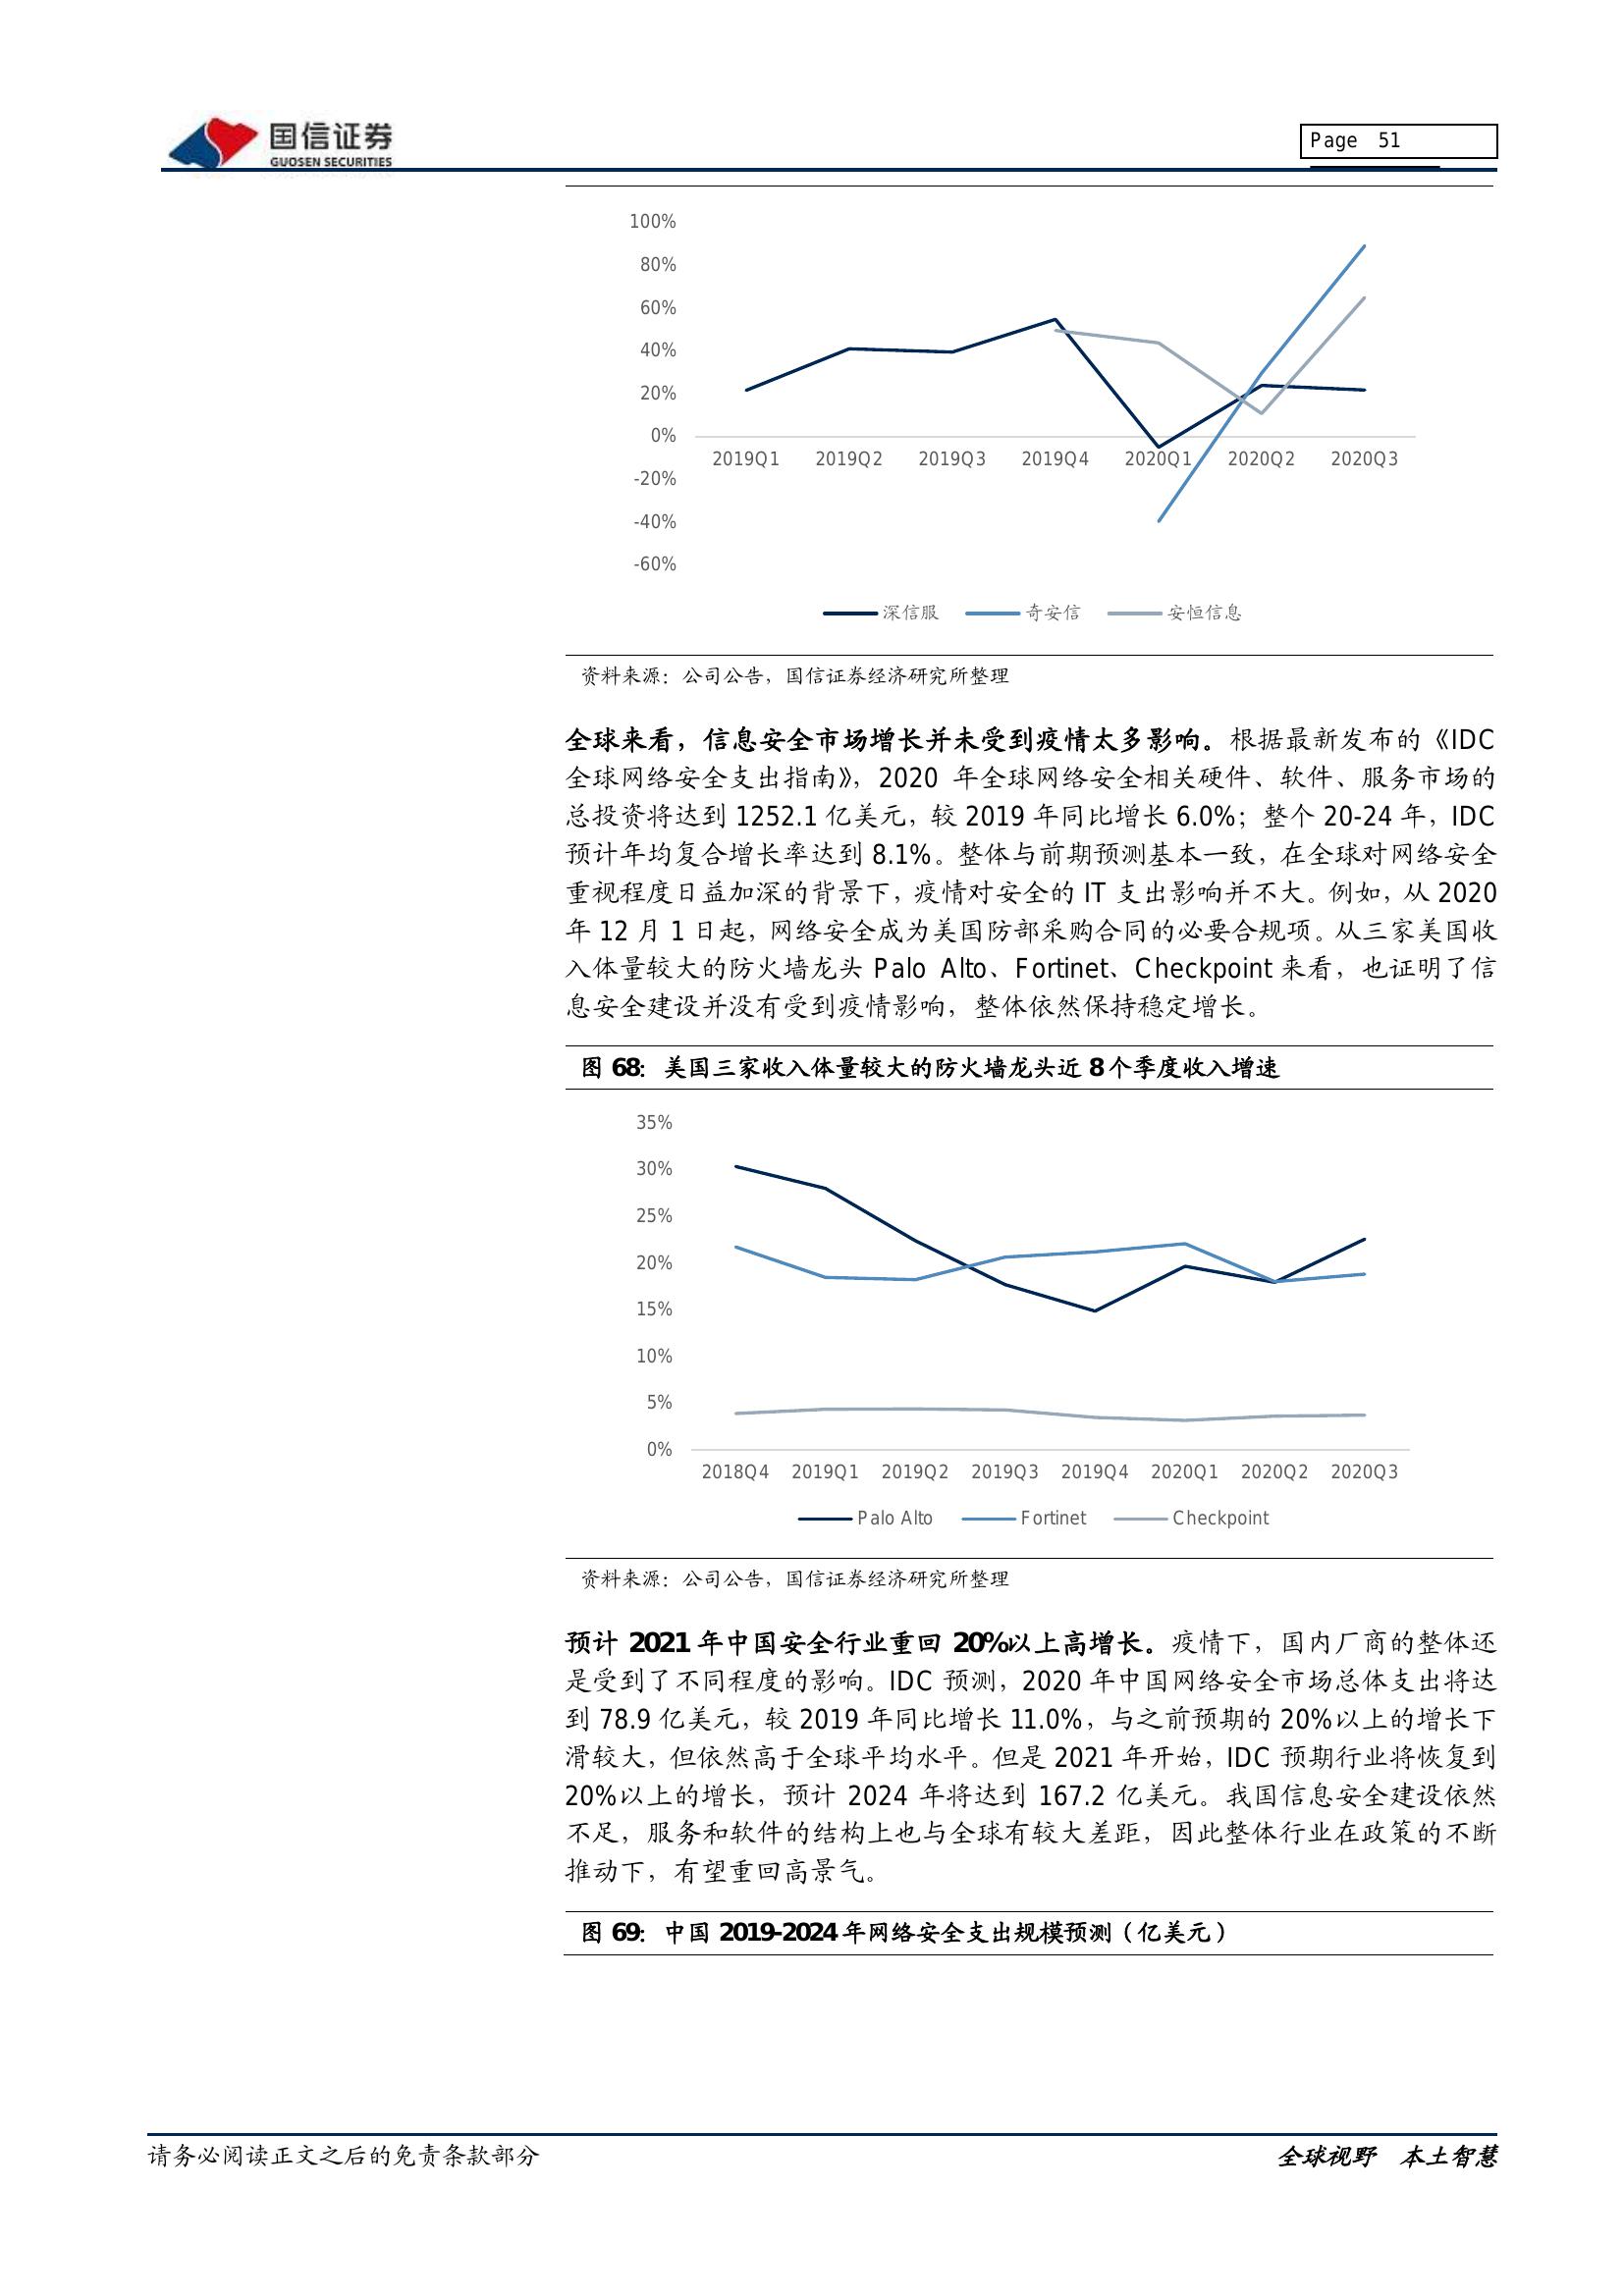 国信证券
GUOSEN SECURITIES
Page 51
100%
80%
60%
40%
20%
0%
-20%
-40%
-60%
2019Q1 2019Q2 2019Q3 2019Q4 2020Q1 2020Q2 2020Q3
深信服 奇安信 安恒信息
资料来源：公司公告，国信证券经济研究所整理
全球来看，信息安全市场增长并未受到疫情太多影响。根据最新发布的《IDC
全球网络安全支出指南》，2020 年全球网络安全相关硬件、软件、服务市场的
总投资将达到 1252.1 亿美元，较 2019 年同比增长 6.0%；整个 20-24 年，IDC
预计年均复合增长率达到 8.1%。整体与前期预测基本一致，在全球对网络安全
重视程度日益加深的背景下，疫情对安全的 IT 支出影响并不大。例如，从 2020
年 12 月 1 日起，网络安全成为美国防部采购合同的必要合规项。从三家美国收
入体量较大的防火墙龙头 Palo Alto、Fortinet、Checkpoint 来看，也证明了信
息安全建设并没有受到疫情影响，整体依然保持稳定增长。
图 68：美国三家收入体量较大的防火墙龙头近 8 个季度收入增速
35%
30%
25%
20%
15%
10%
5%
0%
2018Q4 2019Q1 2019Q2 2019Q3 2019Q4 2020Q1 2020Q2 2020Q3
Palo Alto Fortinet Checkpoint
资料来源：公司公告，国信证券经济研究所整理
预计 2021 年中国安全行业重回 20%以上高增长。疫情下，国内厂商的整体还
是受到了不同程度的影响。IDC 预测，2020 年中国网络安全市场总体支出将达
到 78.9 亿美元，较 2019 年同比增长 11.0%，与之前预期的 20%以上的增长下
滑较大，但依然高于全球平均水平。但是 2021 年开始，IDC 预期行业将恢复到
20%以上的增长，预计 2024 年将达到 167.2 亿美元。我国信息安全建设依然
不足，服务和软件的结构上也与全球有较大差距，因此整体行业在政策的不断
推动下，有望重回高景气。
图 69：中国 2019-2024 年网络安全支出规模预测（亿美元）
请务必阅读正文之后的免责条款部分
全球视野 本土智慧